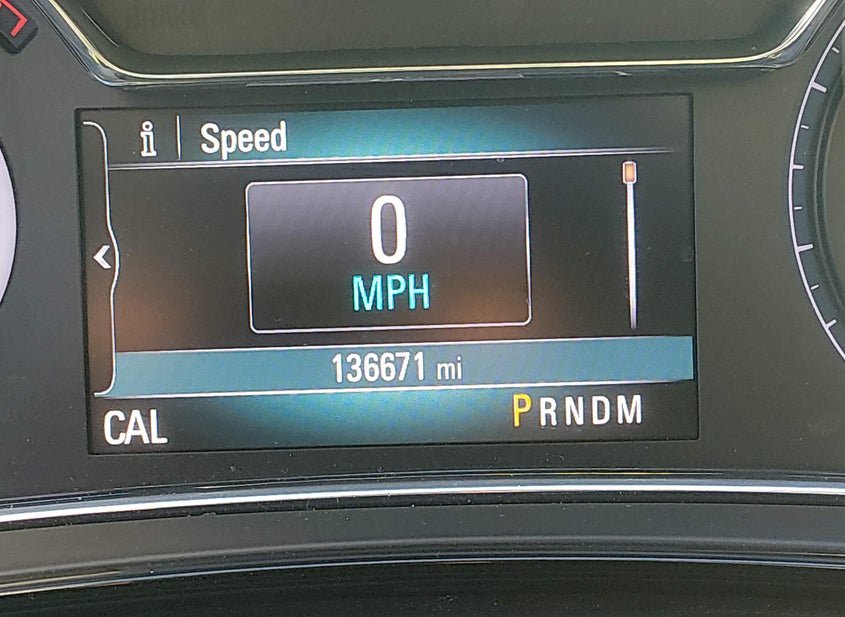 i Speed
0
MPH
136671 mi
CAL
PRNDM